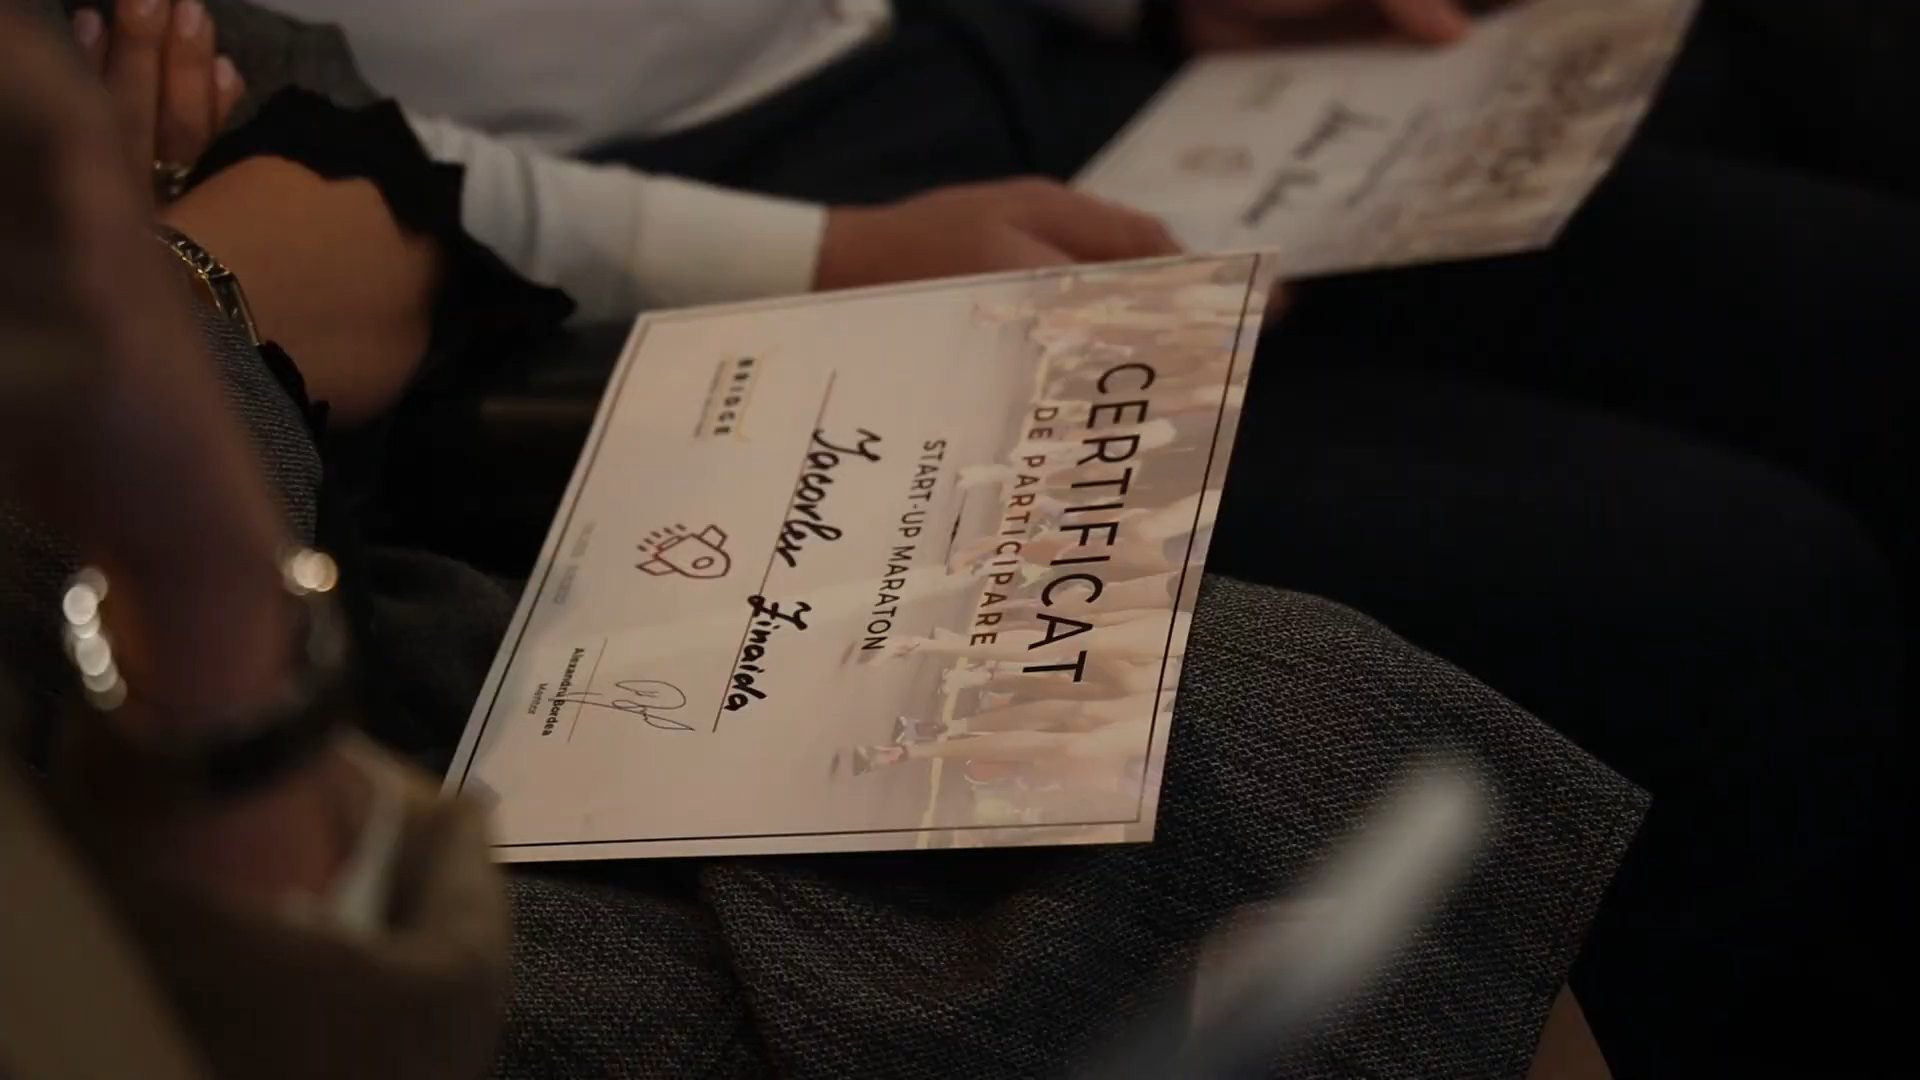 CERTIFICAT
DE PARTICIPARE
START-UP MARATON
Iacovlev Zinaida
BRIDGE
Alexandru Bordea
Mentor